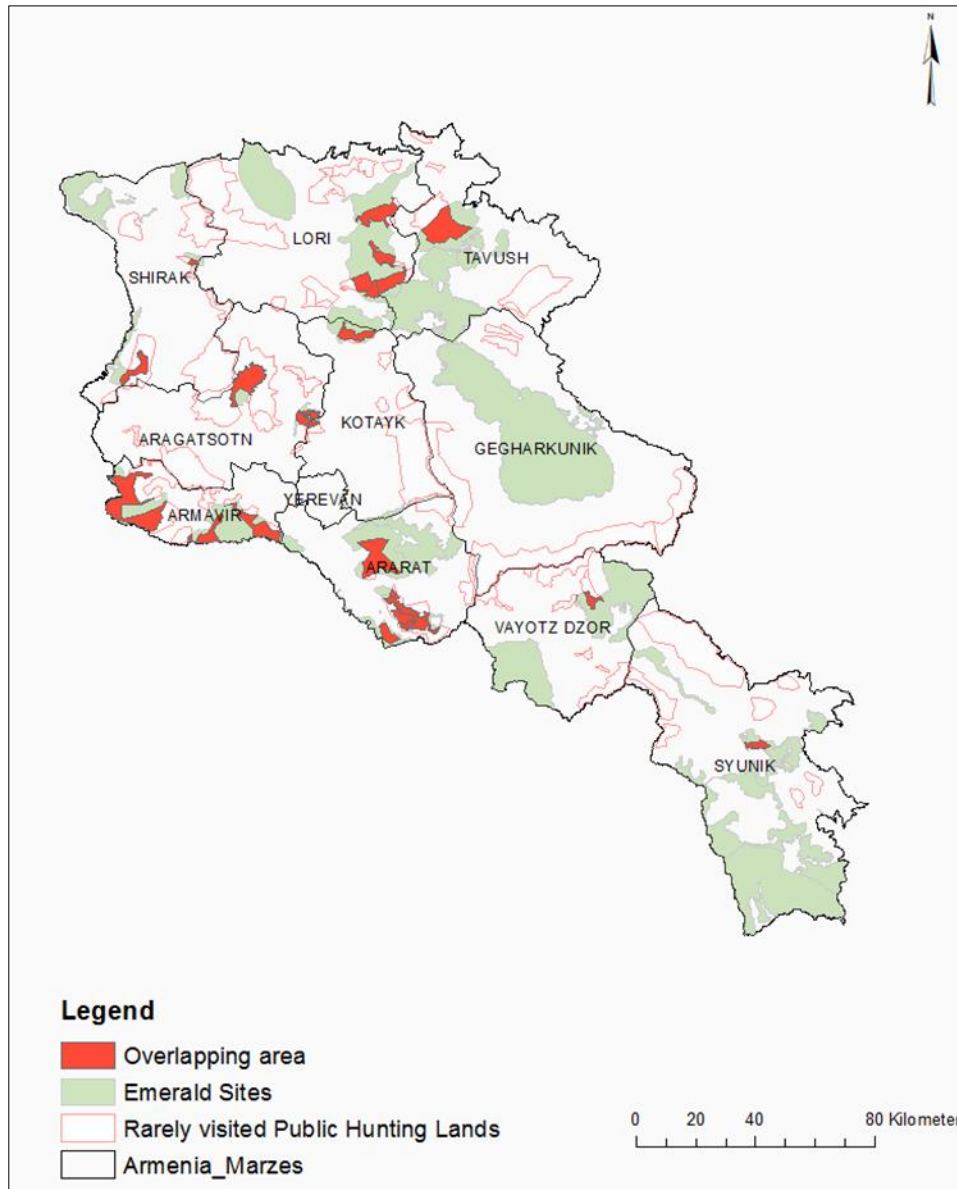 N
LORI
TAVUSH
SHIRAK
KOTAYK
ARAGATSOTN
GEGHARKUNIK
YEREVAN
ARMAVIR
ARARAT
VAYOTZ DZOR
SYUNIK
Legend
Overlapping area
Emerald Sites
Rarely visited Public Hunting Lands
Armenia_Marzes
0 20 40 80 Kilometer